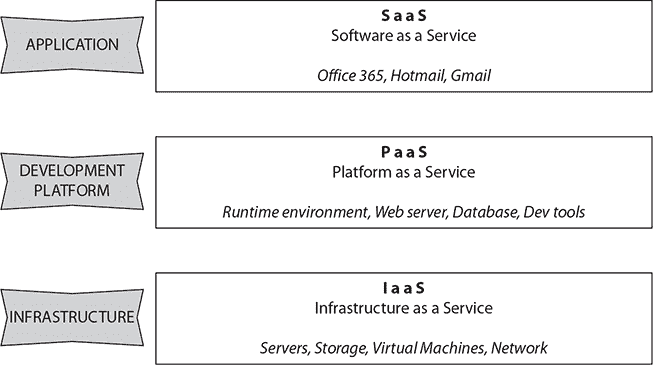 APPLICATION
S a a S
Software as a Service
Office 365, Hotmail, Gmail
DEVELOPMENT
PLATFORM
P a a S
Platform as a Service
Runtime environment, Web server, Database, Dev tools
INFRASTRUCTURE
I a a S
Infrastructure as a Service
Servers, Storage, Virtual Machines, Network